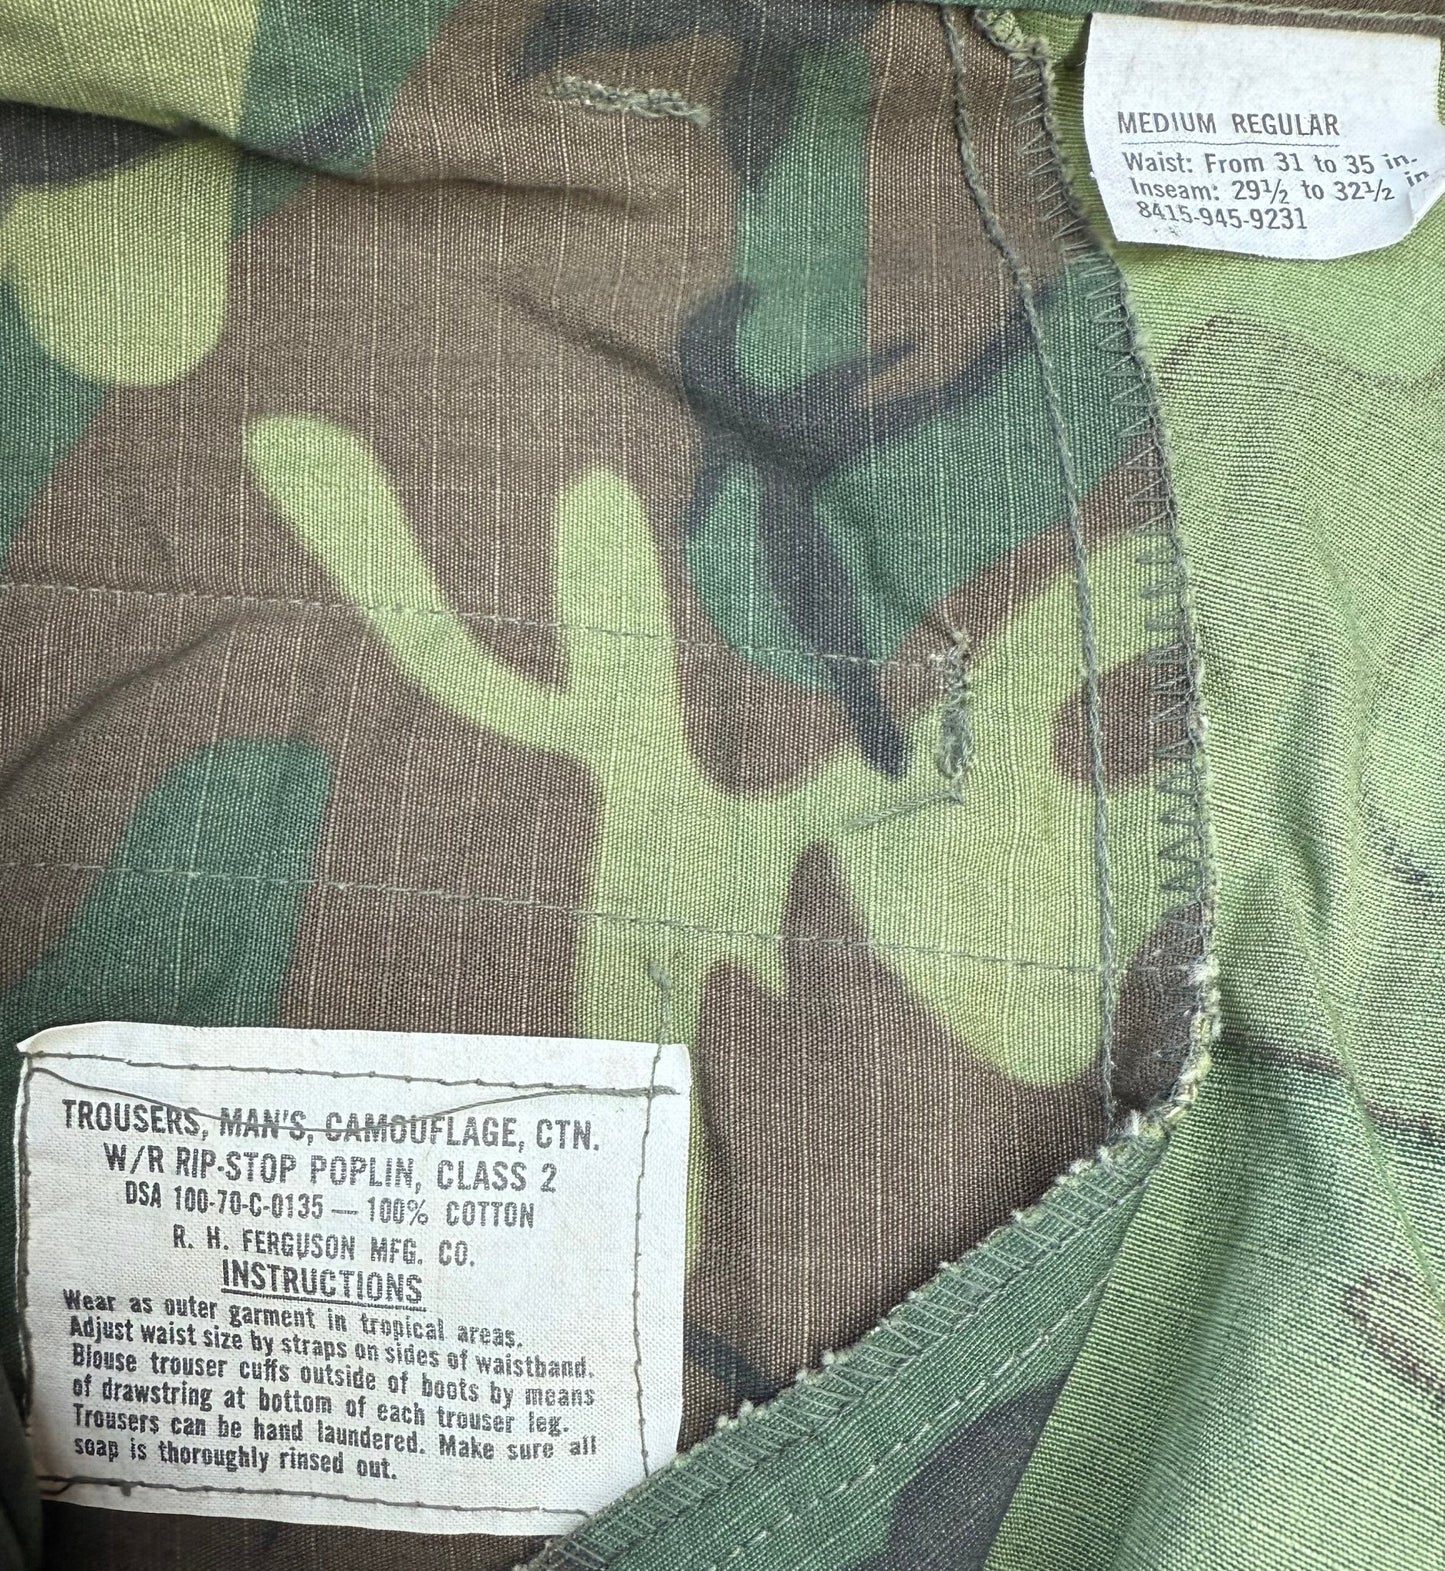 MEDIUM REGULAR
Waist: From 31 to 35 in.
Inseam: 29½ to 32½ in
8415-945-9231
TROUSERS, MAN'S, CAMOUFLAGE, CTN.
W/R RIP-STOP POPLIN, CLASS 2
DSA 100-70-C-0135 — 100% COTTON
R. H. FERGUSON MFG. CO.
INSTRUCTIONS
Wear as outer garment in tropical areas.
Adjust waist size by straps on sides of waistband.
Blouse trouser cuffs outside of boots by means
of drawstring at bottom of each trouser leg.
Trousers can be hand laundered. Make sure all
soap is thoroughly rinsed out.